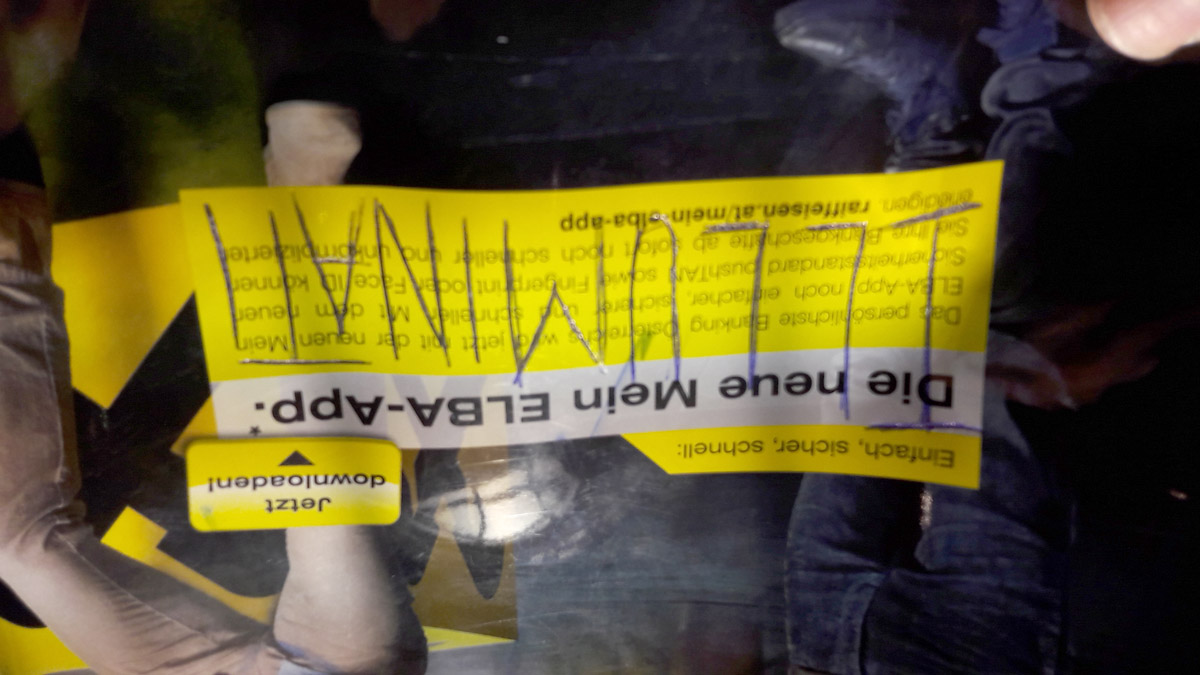 Jetzt
downloaden!
Einfach, sicher, schnell:
Die neue Mein ELBA-App.*
Das persönlichste Banking Österreichs wird jetzt mit der neuen Mein
ELBA-App noch einfacher, sicherer und schneller. Mit dem neuen
Sicherheitsstandard pushTAN sowie Fingerprint oder Face ID können
Sie Ihre Bankgeschäfte ab sofort noch schneller und unkomplizierter
erledigen. raiffeisen.at/mein-elba-app
ILLUMINATI